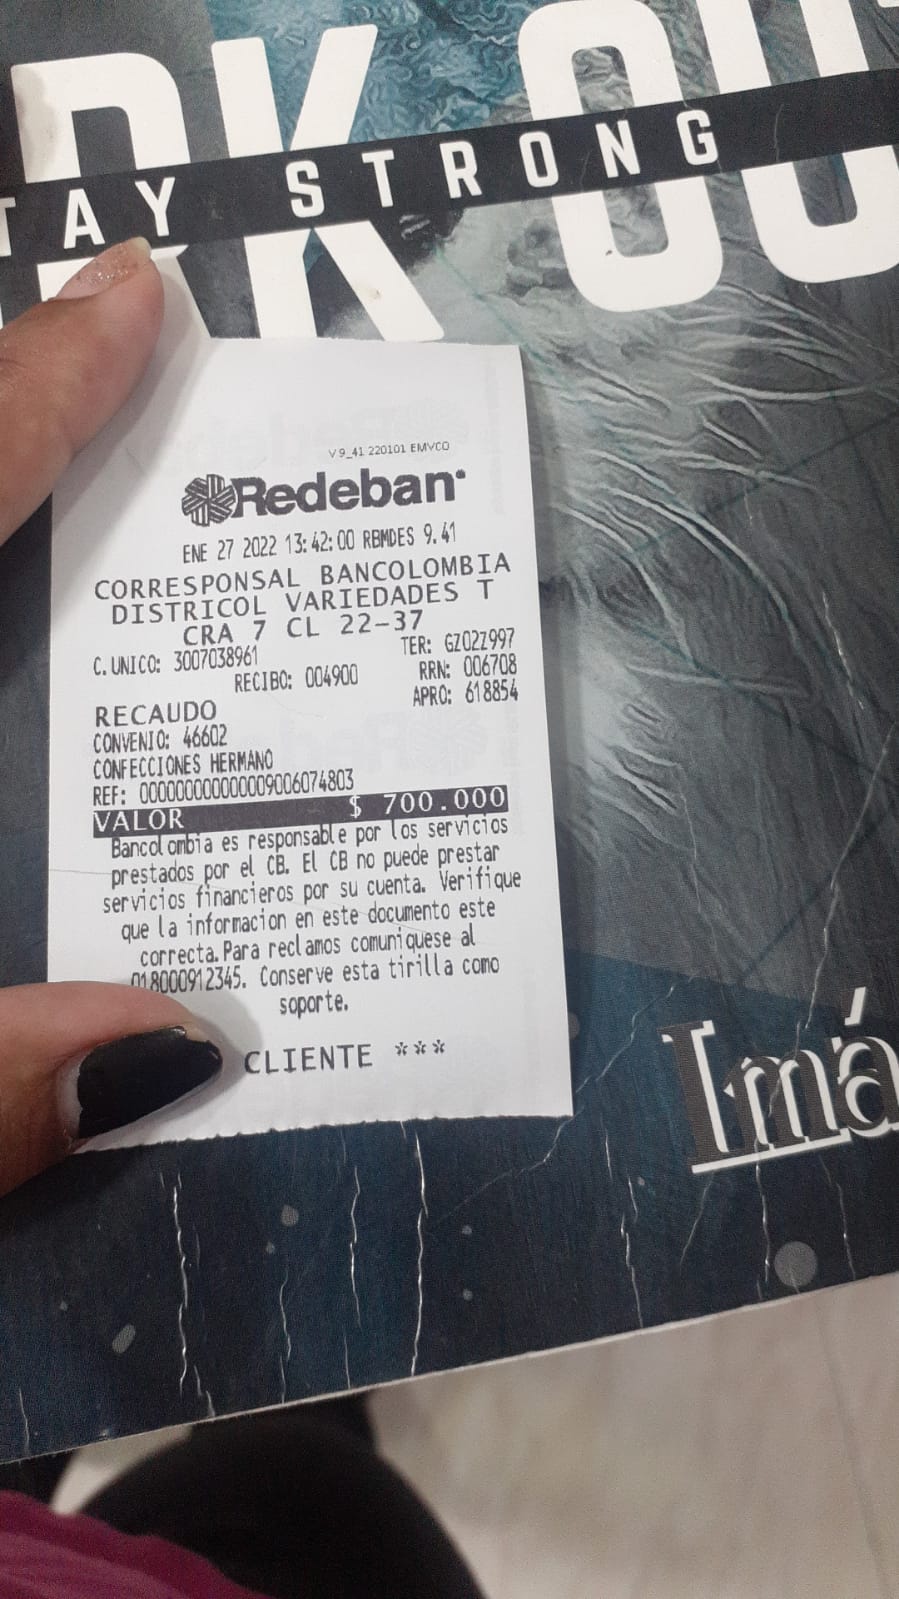 STAY STRONG
V9_41 220101 EMVCO
Redeban
ENE 27 2022 13:42:00 RBMDES 9.41
CORRESPONSAL BANCOLOMBIA
DISTRICOL VARIEDADES T
CRA 7 CL 22-37
C.UNICO: 3007038961 TER: GZ02Z997
RECIBO: 004900 RRN: 006708
RECAUDO APRO: 618854
CONVENIO: 46602
CONFECCIONES HERMANO
REF: 000000000000009006074803
VALOR $ 700.000
Bancolombia es responsable por los servicios
prestados por el CB. El CB no puede prestar
servicios financieros por su cuenta. Verifique
que la informacion en este documento este
correcta.Para reclamos comuniquese al
018000912345. Conserve esta tirilla como
soporte.
CLIENTE ***
Imá